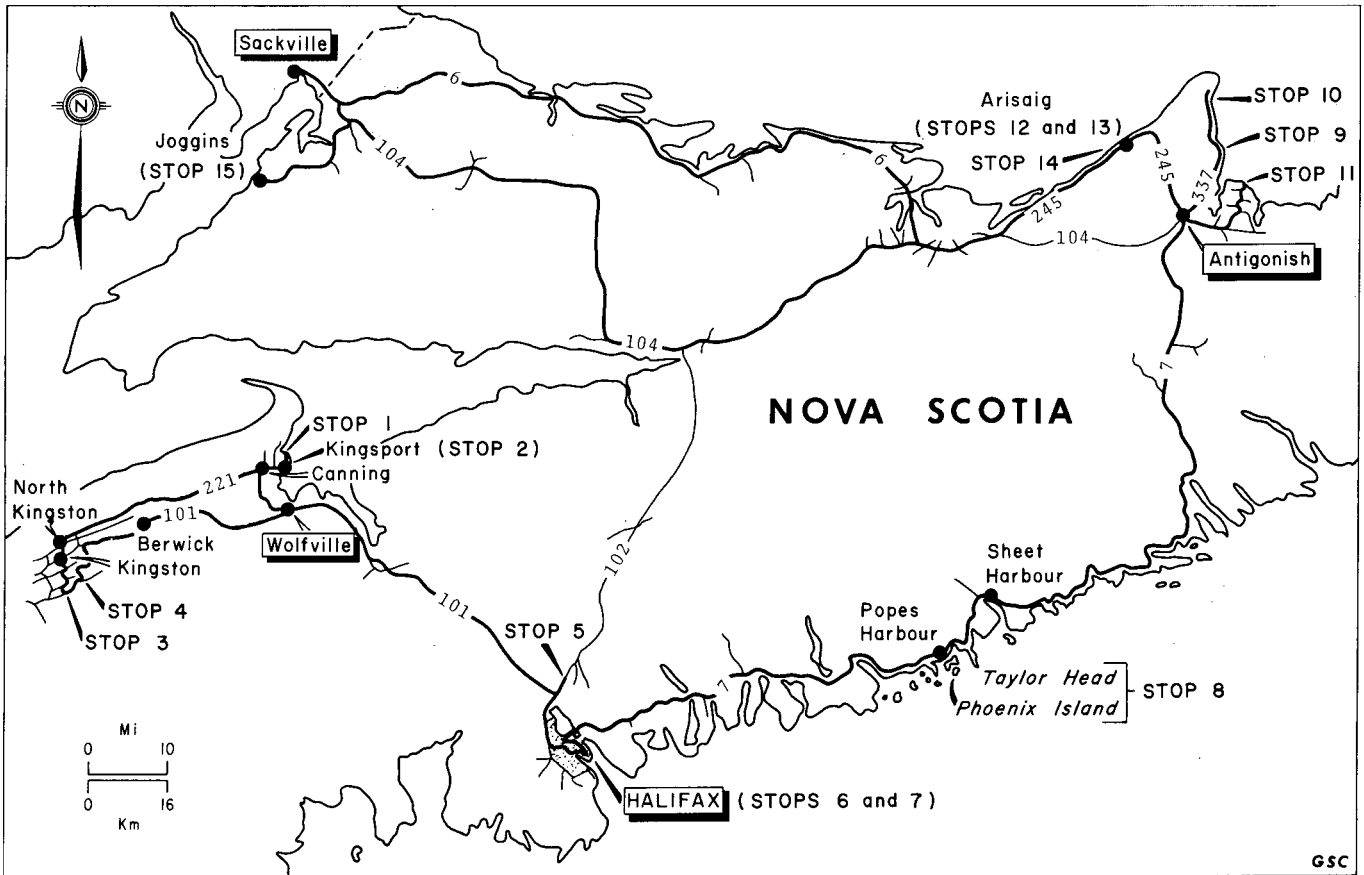 Sackville
N
Joggins
(STOP 15)
6
104
Arisaig
(STOPS 12 and 13)
STOP 14
6
245
245
337
104
STOP 10
STOP 9
STOP 11
Antigonish
104
7
NOVA SCOTIA
STOP 1
Kingsport (STOP 2)
Canning
221
North
Kingston
101
Berwick
Kingston
Wolfville
STOP 4
STOP 3
101
102
STOP 5
Sheet
Harbour
Popes
Harbour
7
Taylor Head
Phoenix Island
STOP 8
HALIFAX (STOPS 6 and 7)
Mi
0 10
0 16
Km
GSC